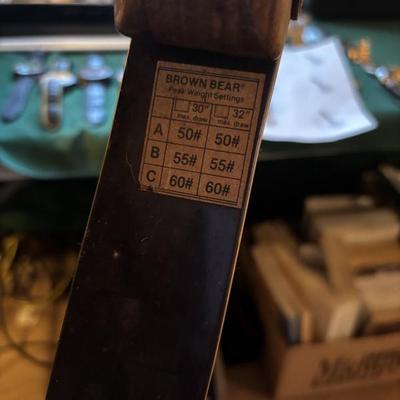 BROWN BEAR®
Peak Weight Settings
30" 32"
max. draw max. draw
A 50# 50#
B 55# 55#
C 60# 60#